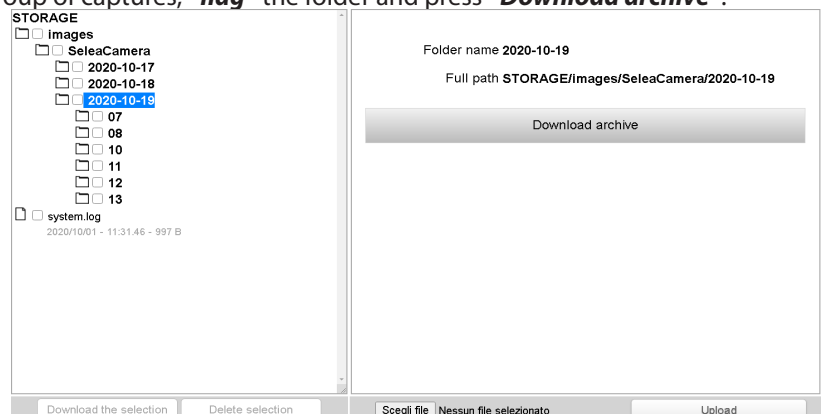 oup of captures, "flag" the folder and press "Download archive".
STORAGE
images
SeleaCamera
2020-10-17
2020-10-18
2020-10-19
07
08
10
11
12
13
system.log
2020/10/01 - 11:31.46 - 997 B
Folder name 2020-10-19
Full path STORAGE/images/SeleaCamera/2020-10-19
Download archive
Download the selection
Delete selection
Scegli file Nessun file selezionato
Upload